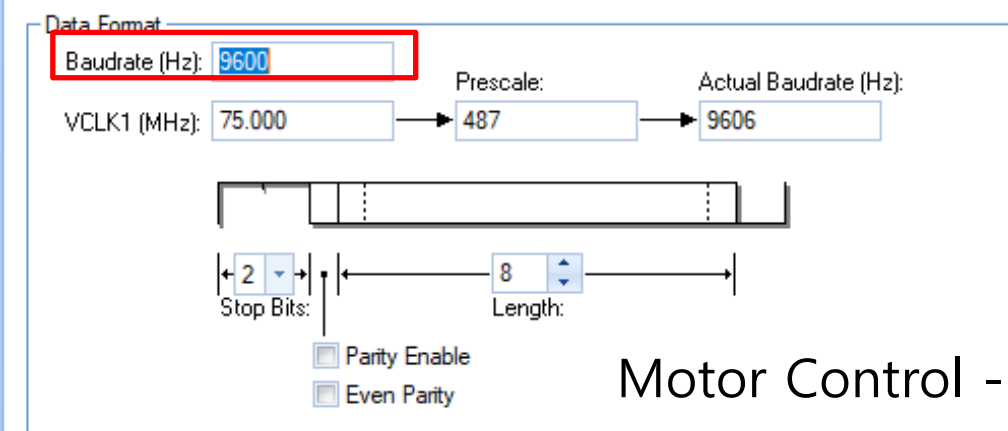 Data Format
Baudrate (Hz): 9600
Prescale: Actual Baudrate (Hz):
VCLK1 (MHz): 75.000 487 9606
2 8
Stop Bits: Length:
Parity Enable
Even Parity
Motor Control -